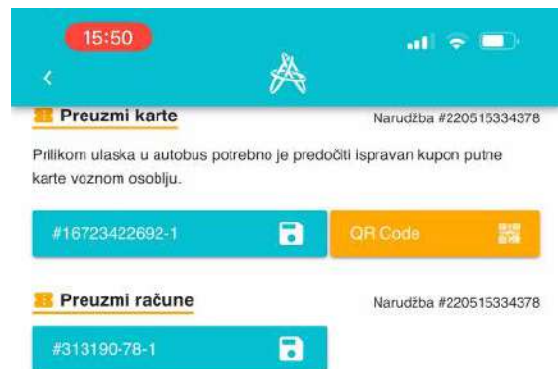 15:50
Preuzmi karte
Narudžba #220515334378
Prilikom ulaska u autobus potrebno je predočiti ispravan kupon putne
karte voznom osoblju.
#16723422692-1
QR Code
Preuzmi račune
Narudžba #220515334378
#313190-78-1